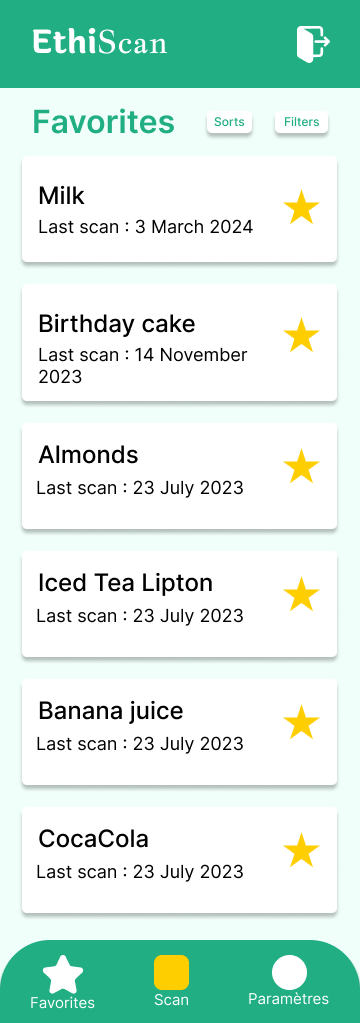 EthiScan
Favorites
Sorts
Filters
Milk
Last scan : 3 March 2024
Birthday cake
Last scan : 14 November
2023
Almonds
Last scan : 23 July 2023
Iced Tea Lipton
Last scan : 23 July 2023
Banana juice
Last scan : 23 July 2023
CocaCola
Last scan : 23 July 2023
Favorites
Scan
Paramètres